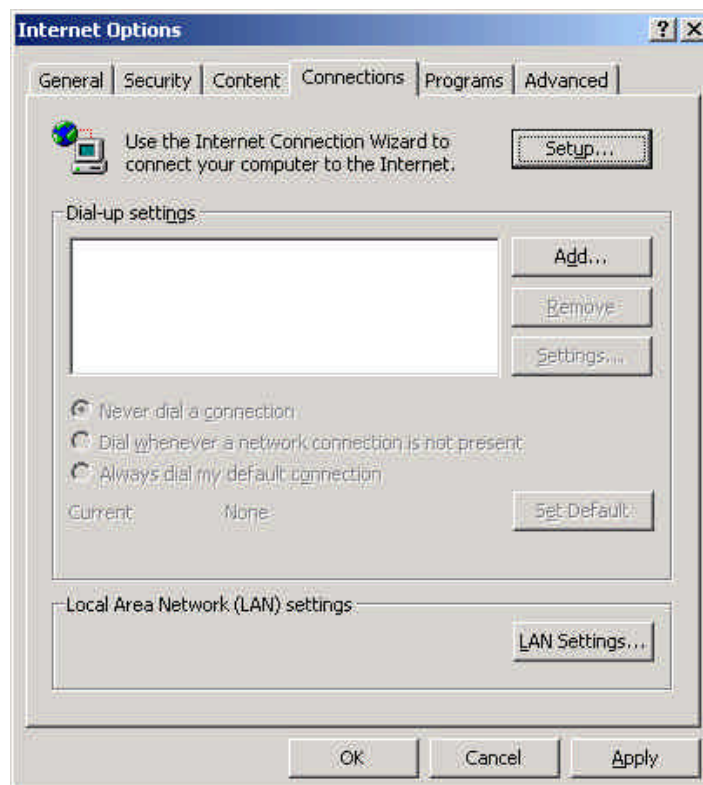 Internet Options
General Security Content Connections Programs Advanced
Use the Internet Connection Wizard to
connect your computer to the Internet.
Setup...
Dial-up settings
Add...
Remove
Settings...
Never dial a connection
Dial whenever a network connection is not present
Always dial my default connection
Current None
Set Default
Local Area Network (LAN) settings
LAN Settings...
OK Cancel Apply